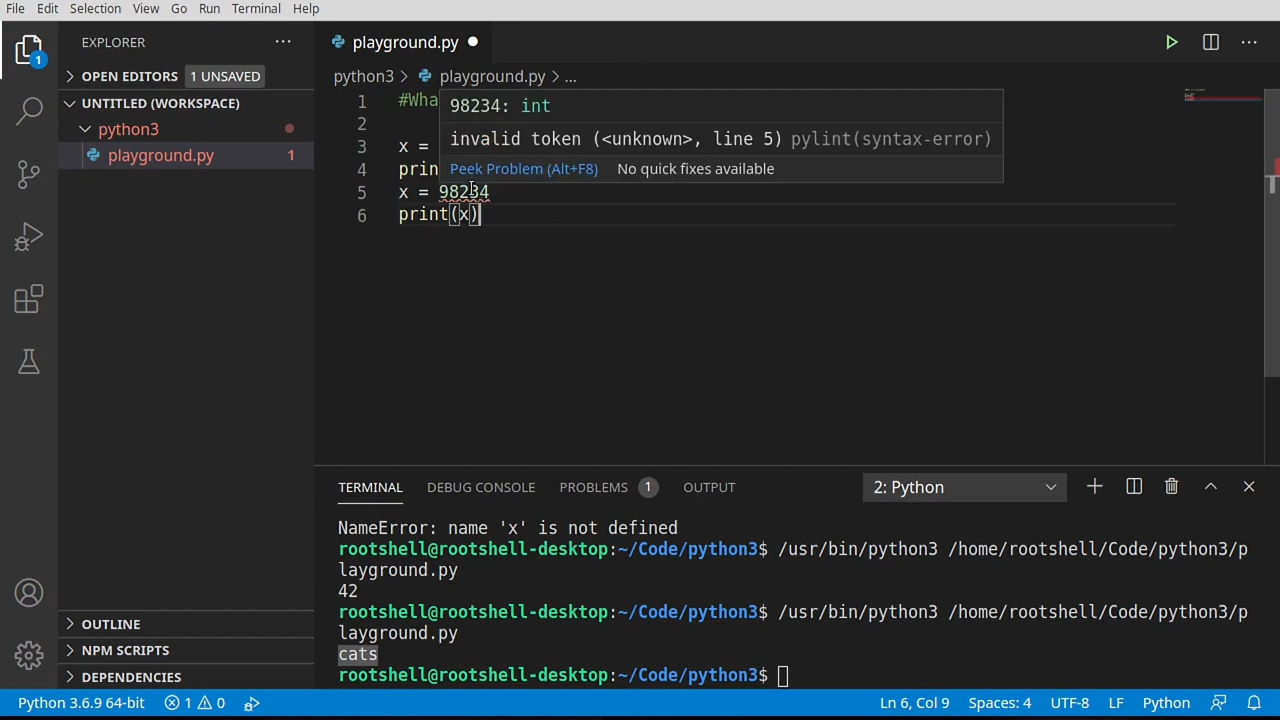 File Edit Selection View Go Run Terminal Help
1
EXPLORER
OPEN EDITORS 1 UNSAVED
UNTITLED (WORKSPACE)
python3
playground.py 1
OUTLINE
NPM SCRIPTS
DEPENDENCIES
playground.py
python3 > playground.py > ...
1 #Wha
2
3 x =
4 prin
5 x = 98234
6 print(x)
98234: int
invalid token (<unknown>, line 5) pylint(syntax-error)
Peek Problem (Alt+F8) No quick fixes available
TERMINAL DEBUG CONSOLE PROBLEMS 1 OUTPUT 2: Python
NameError: name 'x' is not defined
rootshell@rootshell-desktop:~/Code/python3$ /usr/bin/python3 /home/rootshell/Code/python3/p
layground.py
42
rootshell@rootshell-desktop:~/Code/python3$ /usr/bin/python3 /home/rootshell/Code/python3/p
layground.py
cats
rootshell@rootshell-desktop:~/Code/python3$
Python 3.6.9 64-bit 1 0 Ln 6, Col 9 Spaces: 4 UTF-8 LF Python